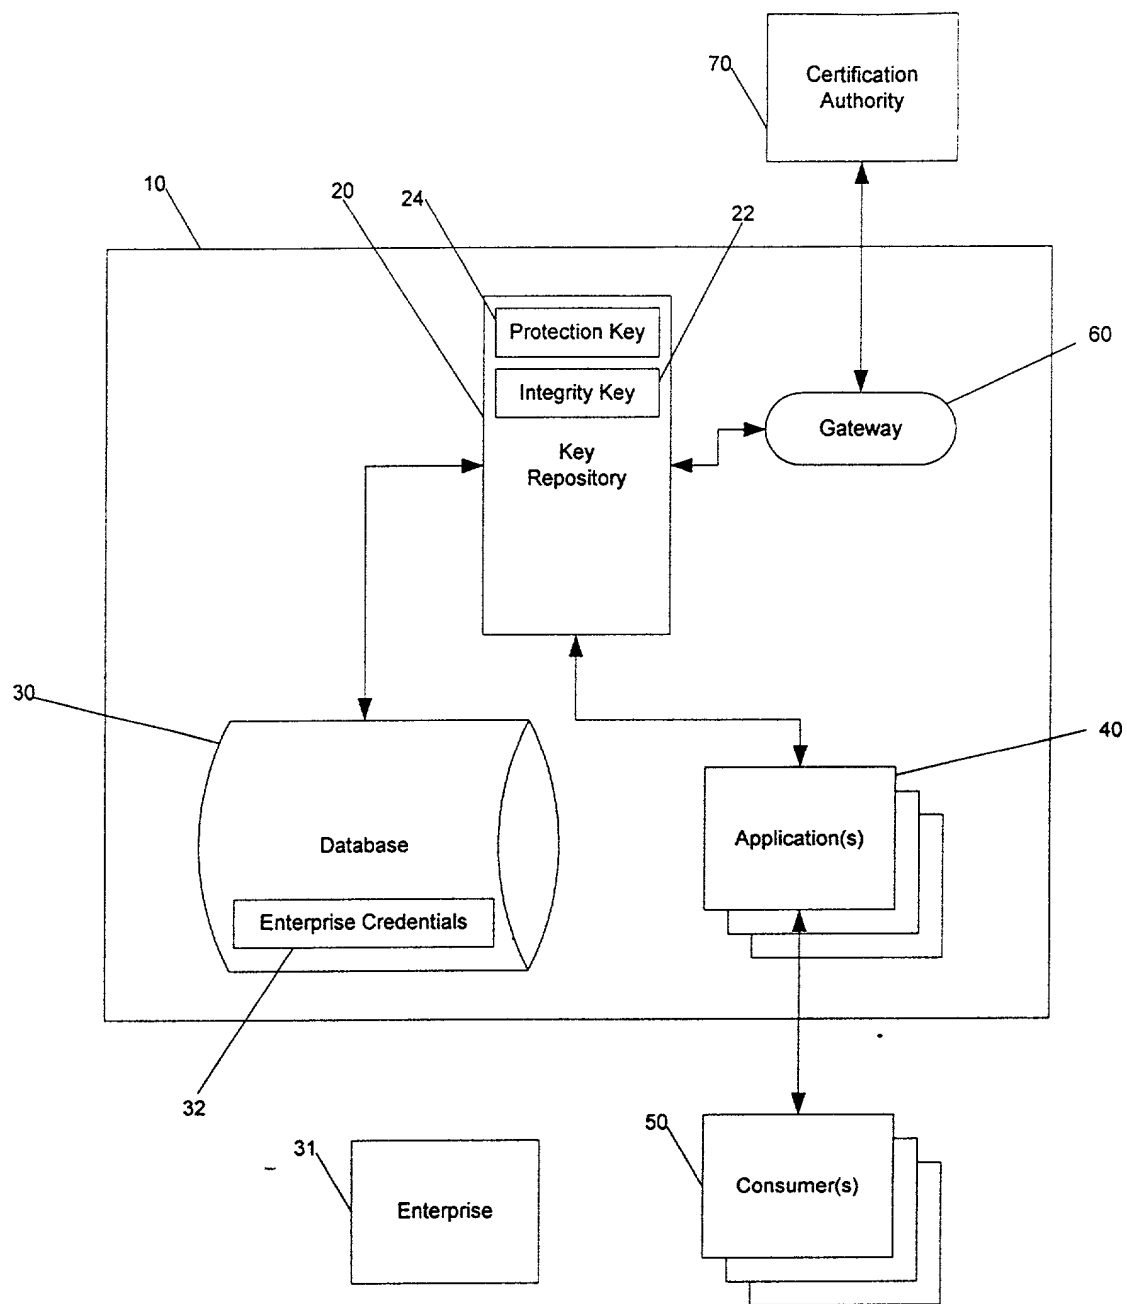 70
Certification
Authority
10
20
24
22
Protection Key
60
Integrity Key
Gateway
Key
Repository
30
40
Database
Application(s)
Enterprise Credentials
32
31
50
Enterprise
Consumer(s)